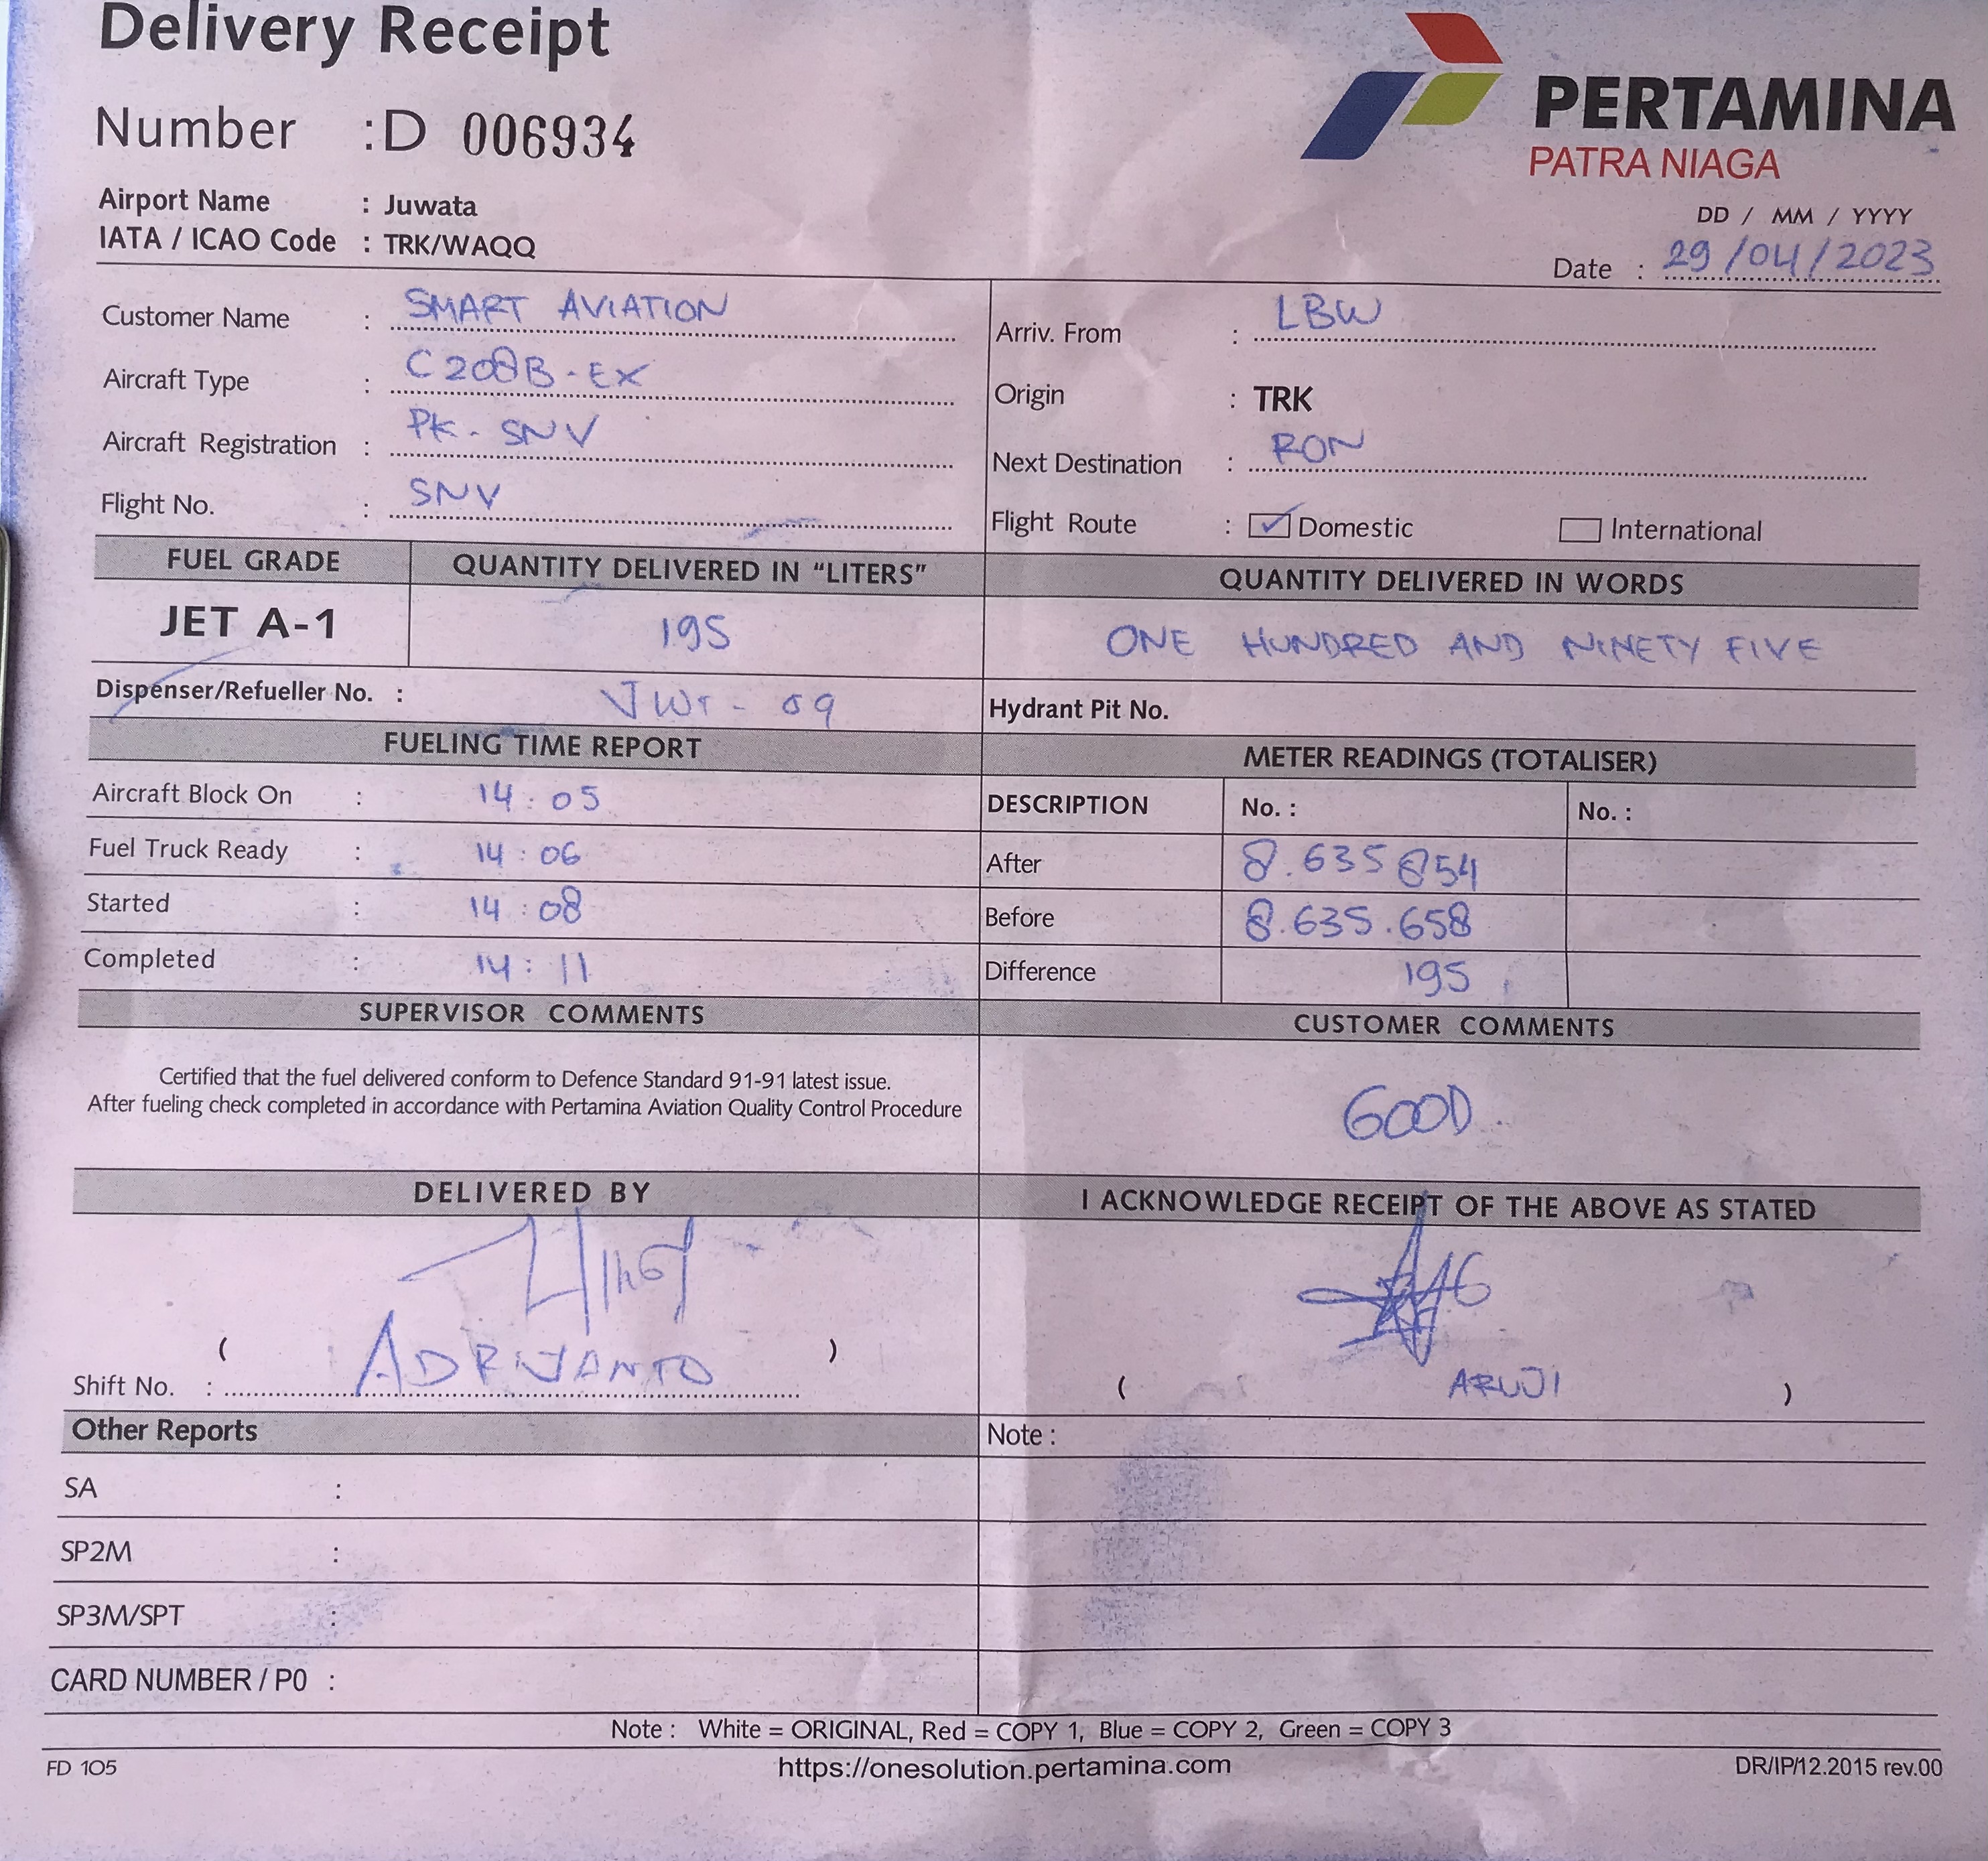 Delivery Receipt
Number : D 006934
PERTAMINA
PATRA NIAGA
Airport Name : Juwata
IATA / ICAO Code : TRK/WAQQ
DD / MM / YYYY
Date : 29/04/2023
Customer Name : SMART AVIATION
Arriv. From : LBW
Aircraft Type : C208B-EX
Origin : TRK
Aircraft Registration : PK-SNV
Next Destination : RON
Flight No. : SNV
Flight Route : Domestic International
FUEL GRADE QUANTITY DELIVERED IN “LITERS” QUANTITY DELIVERED IN WORDS
JET A-1 195 ONE HUNDRED AND NINETY FIVE
Dispenser/Refueller No. : 09
Hydrant Pit No.
FUELING TIME REPORT METER READINGS (TOTALISER)
Aircraft Block On : 14:05
DESCRIPTION No. : No. :
Fuel Truck Ready : 14:06
After 8.635 854
Started : 14:08
Before 8.635.658
Completed : 14:11
Difference 195
SUPERVISOR COMMENTS CUSTOMER COMMENTS
Certified that the fuel delivered conform to Defence Standard 91-91 latest issue.
After fueling check completed in accordance with Pertamina Aviation Quality Control Procedure
GOOD.
DELIVERED BY I ACKNOWLEDGE RECEIPT OF THE ABOVE AS STATED
( )
Shift No. : ADRIJANTO
( ARUJI )
Other Reports Note :
SA :
SP2M :
SP3M/SPT :
CARD NUMBER / P0 :
Note : White = ORIGINAL, Red = COPY 1, Blue = COPY 2, Green = COPY 3
FD 105 https://onesolution.pertamina.com DR/IP/12.2015 rev.00